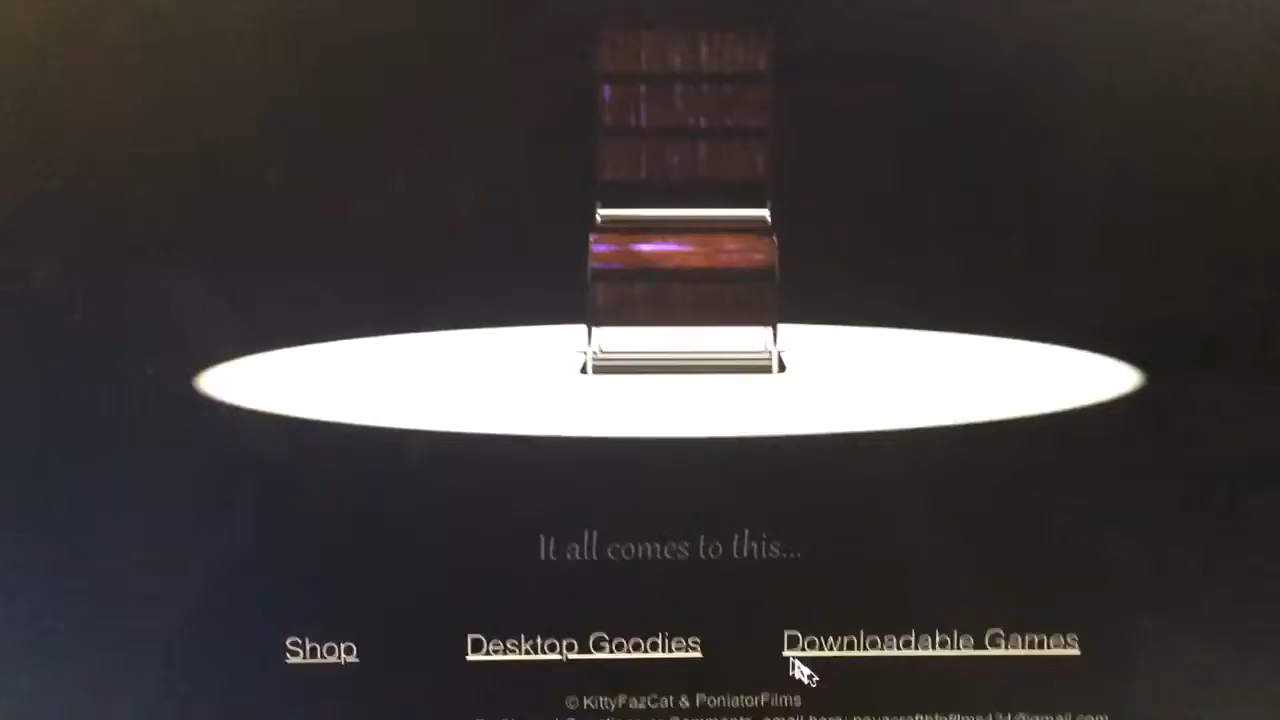 It all comes to this...
Shop
Desktop Goodies
Downloadable Games
© KittyFazCat & PoniatorFilms